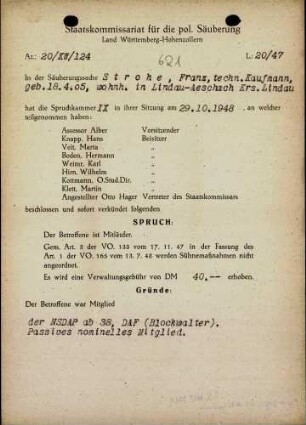 Staatskommissariat für die pol. Säuberung
Land Württemberg-Hohenzollern
Az.: 20/XW/124
621
L: 20/47
In der Säuberungssache S t r o h e , Franz, techn. Kaufmann,
geb. 18.4.05, wohnh. in Lindau-Aeschach Krs. Lindau
hat die Spruchkammer IX in ihrer Sitzung am 29.10.1948, an welcher
teilgenommen haben:
Assessor Alber Vorsitzender
Knapp, Hans Beisitzer
Veit, Maria „
Boden, Hermann „
Karl „
Hirn, Wilhelm „
Kottmann, O.Stud.Dir. „
Klett, Martin „
Angestellter Otto Hager Vertreter des Staatskommissars
beschlossen und sofort verkündet folgenden
SPRUCH:
Der Betroffene ist Mitläufer.
Gem. Art. 2 der VO. 133 vom 17. 11. 47 in der Fassung des
Art. 1 der VO. 165 vom 13. 7. 48 werden Sühnemaßnahmen nicht
angeordnet.
Es wird eine Verwaltungsgebühr von DM 40.-- erhoben.
Gründe:
Der Betroffene war Mitglied
der NSDAP ab 38, DAF (Blockwalter).
Passives nominelles Mitglied.